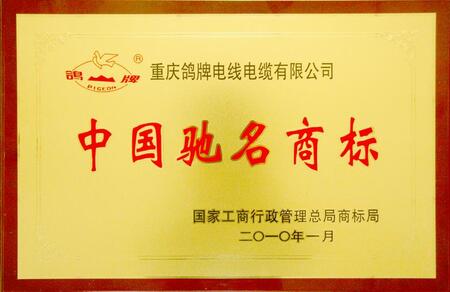 鸽牌®
PIGEON
重庆鸽牌电线电缆有限公司
中国驰名商标
国家工商行政管理总局商标局
二〇一〇年一月